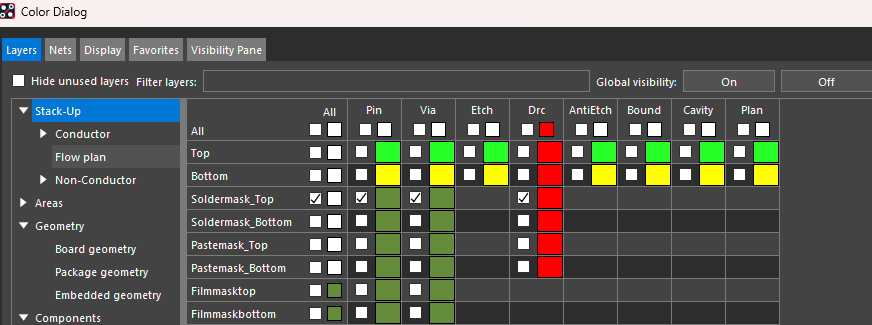 Color Dialog
Layers Nets Display Favorites Visibility Pane
Hide unused layers Filter layers: Global visibility: On Off
Stack-Up
Conductor
Flow plan
Non-Conductor
Areas
Geometry
Board geometry
Package geometry
Embedded geometry
Components
All Pin Via Etch Drc AntiEtch Bound Cavity Plan
All
Top
Bottom
Soldermask_Top
Soldermask_Bottom
Pastemask_Top
Pastemask_Bottom
Filmmasktop
Filmmaskbottom